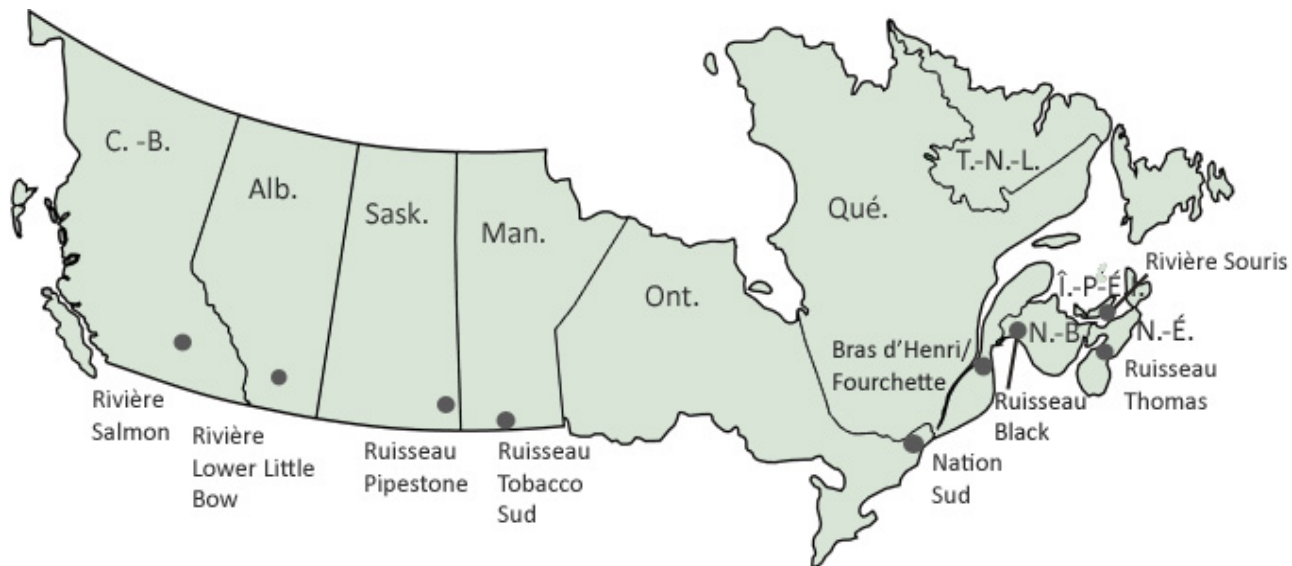 C. -B.
Alb.
Sask.
Man.
Ont.
Qué.
T.-N.-L.
Î.-P-É
N.-B
N.-É.
Rivière
Salmon
Rivière
Lower Little
Bow
Ruisseau
Pipestone
Ruisseau
Tobacco
Sud
Nation
Sud
Bras d’Henri/
Fourchette
Ruisseau
Black
Rivière Souris
Ruisseau
Thomas